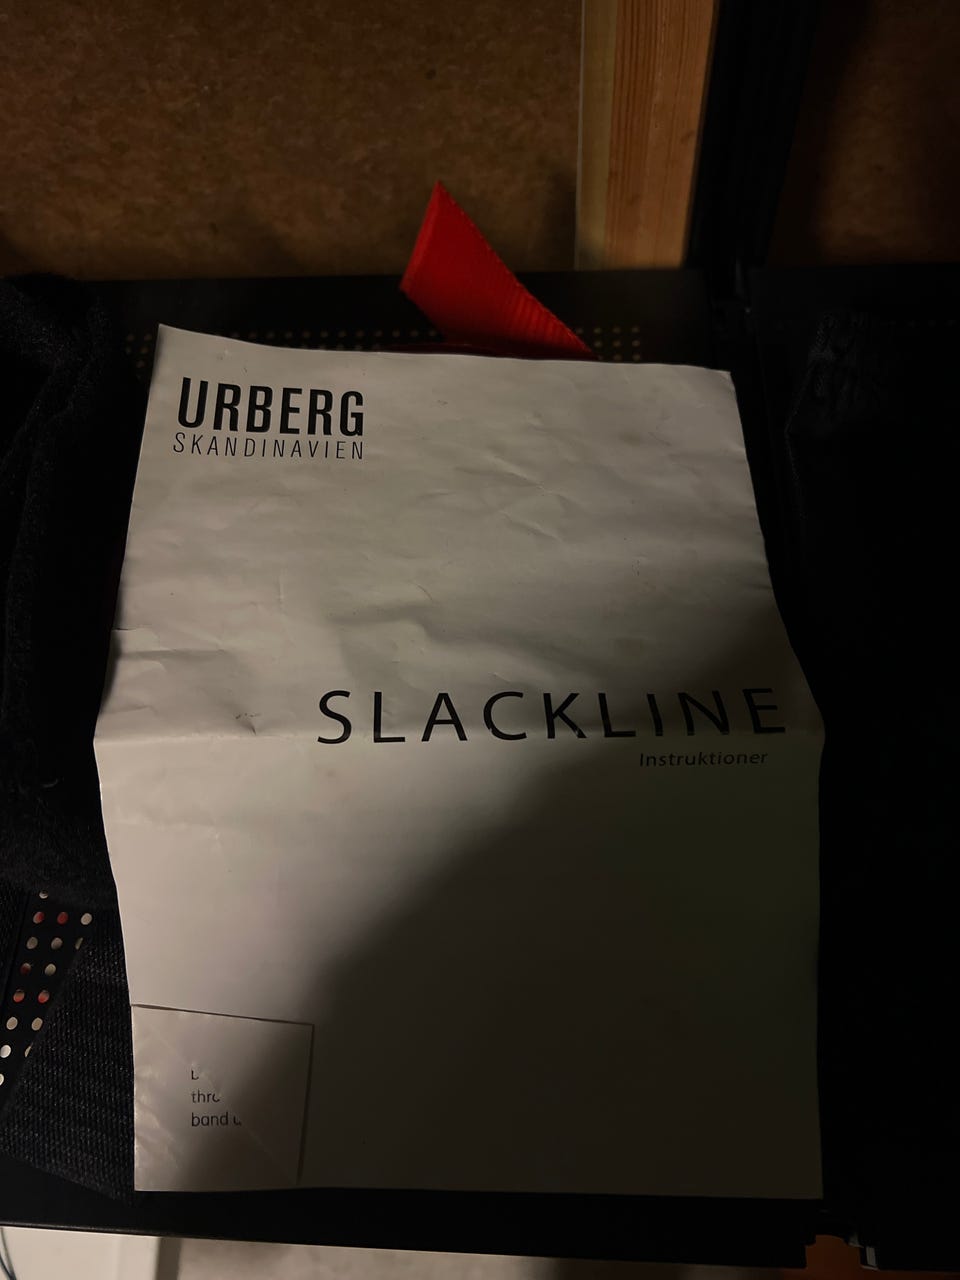 URBERG
SKANDINAVIEN
SLACKLINE
Instruktioner
band